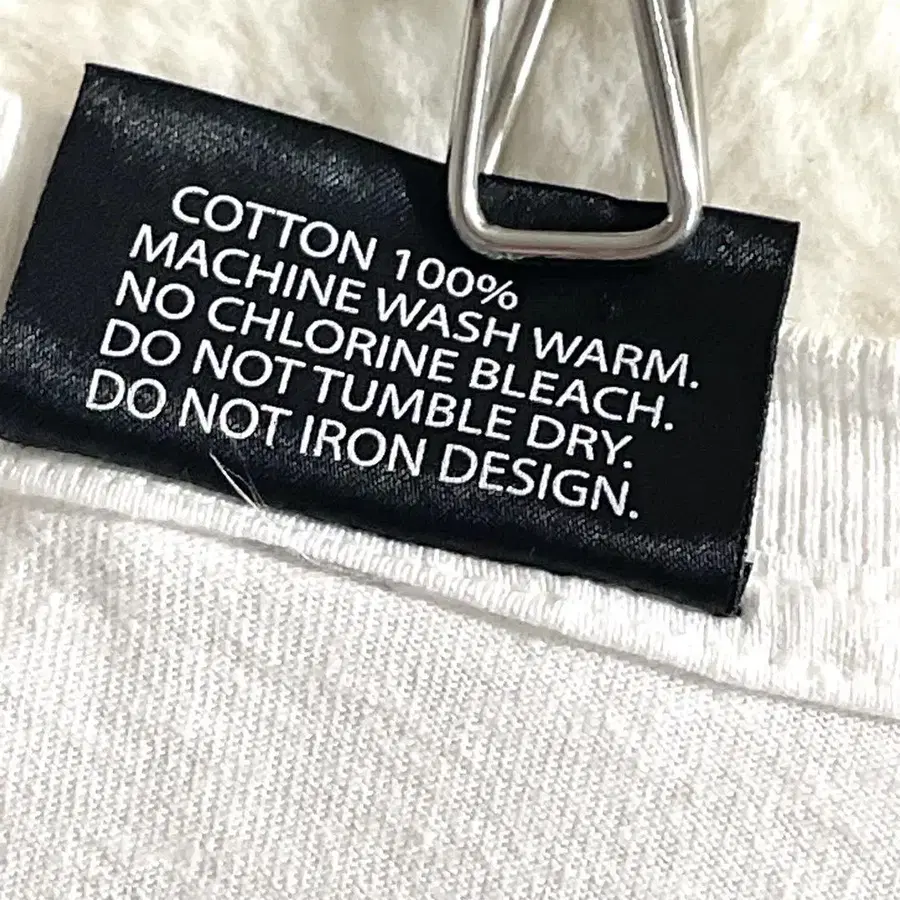 COTTON 100%
MACHINE WASH WARM.
NO CHLORINE BLEACH.
DO NOT TUMBLE DRY.
DO NOT IRON DESIGN.